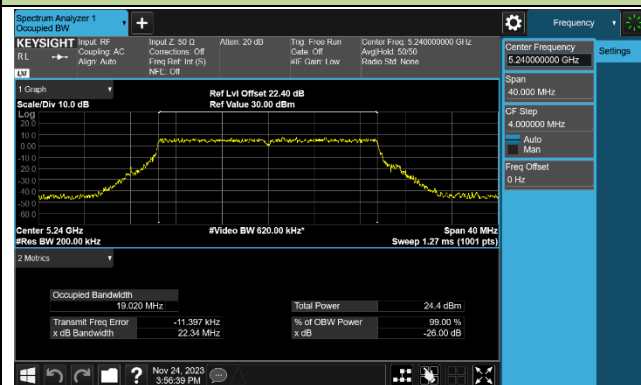 Spectrum Analyzer 1
Occupied BW
+
Frequency
KEYSIGHT
Input: RF
Coupling: AC
Align: Auto
RL
LXI
Input Z: 50 Ω
Corrections: Off
Freq Ref: Int (S)
NFE: Off
Atten: 20 dB
Trig: Free Run
Gate: Off
#IF Gain: Low
Center Freq: 5.240000000 GHz
Avg|Hold: 50/50
Radio Std: None
Center Frequency
5.240000000 GHz
Settings
Span
40.000 MHz
CF Step
4.000000 MHz
Auto
Man
Freq Offset
0 Hz
1 Graph
Scale/Div 10.0 dB
Ref Lvl Offset 22.40 dB
Ref Value 30.00 dBm
Log
20.0
10.0
0.00
-10.0
-20.0
-30.0
-40.0
-50.0
-60.0
Center 5.24 GHz
#Res BW 200.00 kHz
#Video BW 620.00 kHz*
Span 40 MHz
Sweep 1.27 ms (1001 pts)
2 Metrics
Occupied Bandwidth
19.020 MHz
Total Power 24.4 dBm
Transmit Freq Error -11.397 kHz
% of OBW Power 99.00 %
x dB Bandwidth 22.34 MHz
x dB -26.00 dB
?
Nov 24, 2023
3:56:39 PM